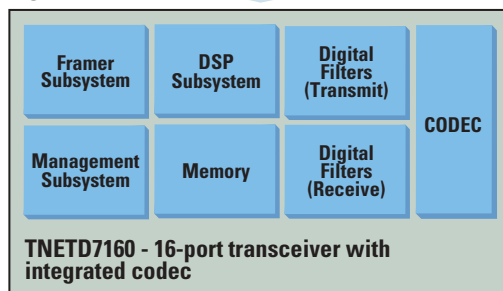 Framer
Subsystem
DSP
Subsystem
Digital
Filters
(Transmit)
CODEC
Management
Subsystem
Memory
Digital
Filters
(Receive)
TNETD7160 - 16-port transceiver with
integrated codec